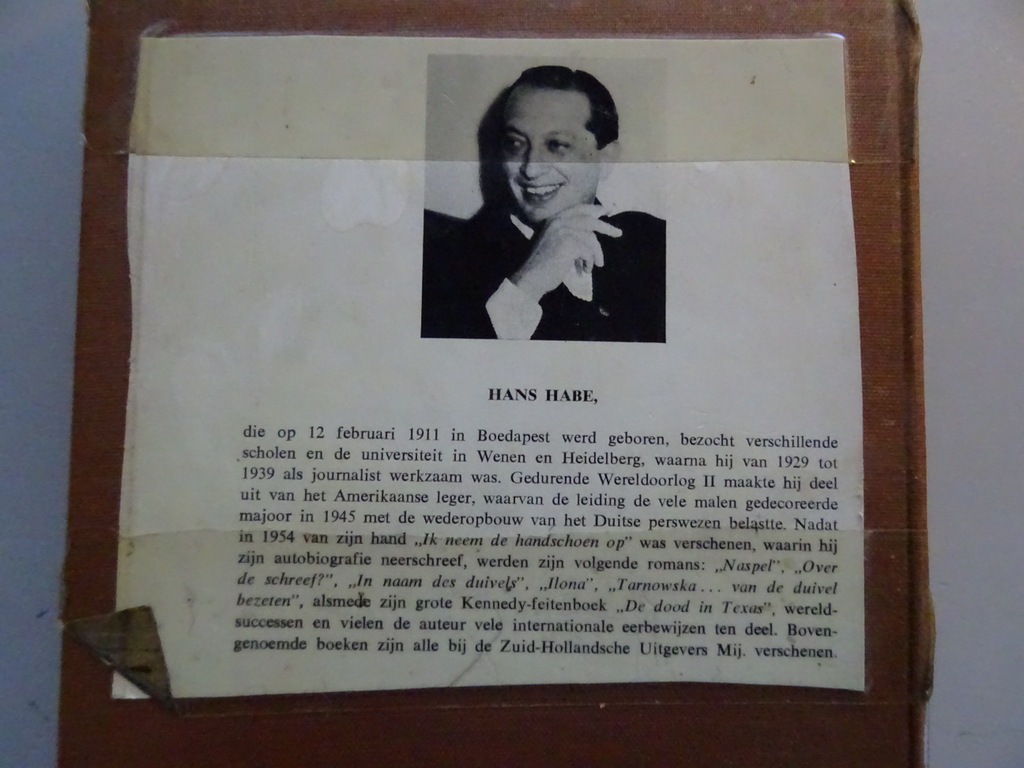 HANS HABE,
die op 12 februari 1911 in Boedapest werd geboren, bezocht verschillende
scholen en de universiteit in Wenen en Heidelberg, waarna hij van 1929 tot
1939 als journalist werkzaam was. Gedurende Wereldoorlog II maakte hij deel
uit van het Amerikaanse leger, waarvan de leiding de vele malen gedecoreerde
majoor in 1945 met de wederopbouw van het Duitse perswezen belastte. Nadat
in 1954 van zijn hand „Ik neem de handschoen op” was verschenen, waarin hij
zijn autobiografie neerschreef, werden zijn volgende romans: „Naspel”, „Over
de schreef?”, „In naam des duivels”, „Ilona”, „Tarnowska... van de duivel
bezeten”, alsmede zijn grote Kennedy-feitenboek „De dood in Texas”, wereld-
successen en vielen de auteur vele internationale eerbewijzen ten deel. Boven-
genoemde boeken zijn alle bij de Zuid-Hollandsche Uitgevers Mij. verschenen.